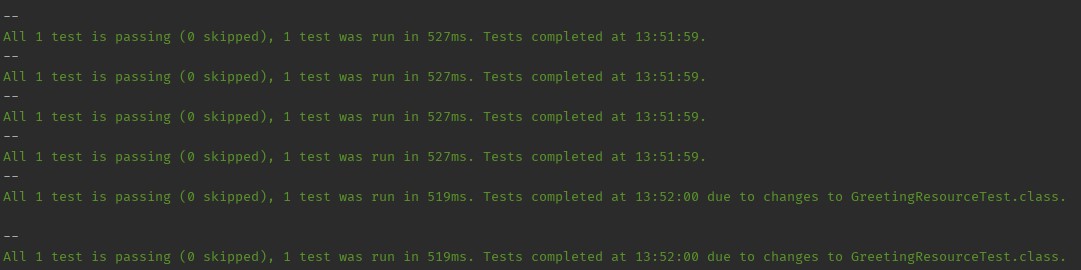 --
All 1 test is passing (0 skipped), 1 test was run in 527ms. Tests completed at 13:51:59.
--
All 1 test is passing (0 skipped), 1 test was run in 527ms. Tests completed at 13:51:59.
--
All 1 test is passing (0 skipped), 1 test was run in 527ms. Tests completed at 13:51:59.
--
All 1 test is passing (0 skipped), 1 test was run in 527ms. Tests completed at 13:51:59.
--
All 1 test is passing (0 skipped), 1 test was run in 519ms. Tests completed at 13:52:00 due to changes to GreetingResourceTest.class.
--
All 1 test is passing (0 skipped), 1 test was run in 519ms. Tests completed at 13:52:00 due to changes to GreetingResourceTest.class.